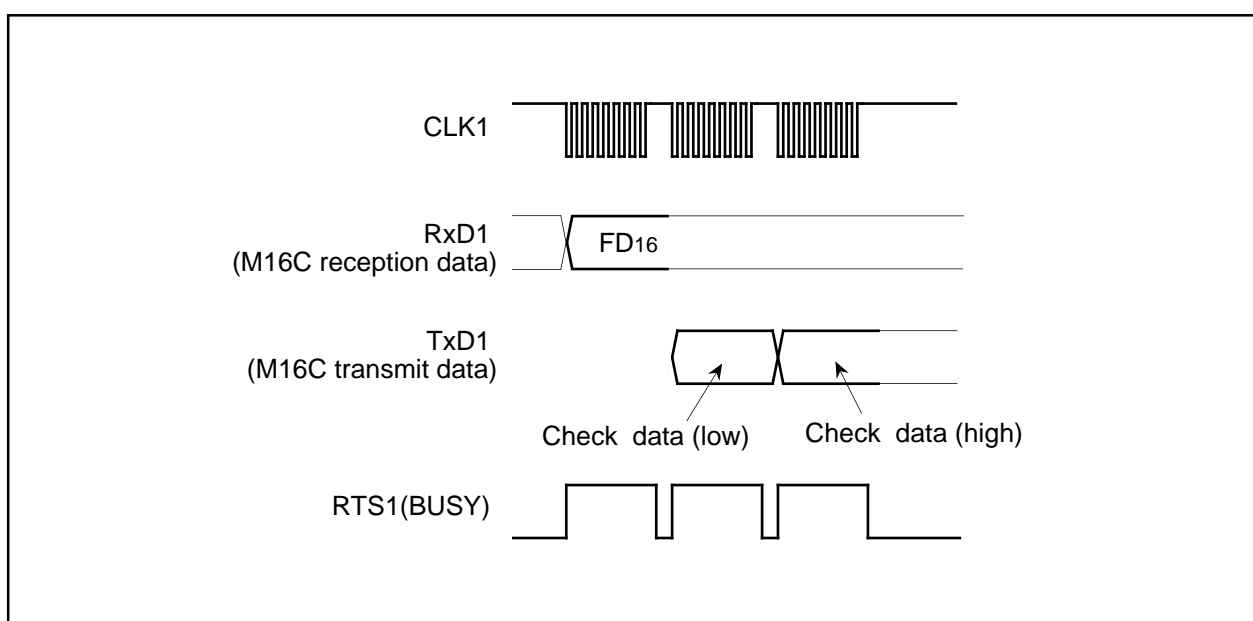 CLK1
RxD1
(M16C reception data)
FD16
TxD1
(M16C transmit data)
Check data (low)
Check data (high)
RTS1(BUSY)